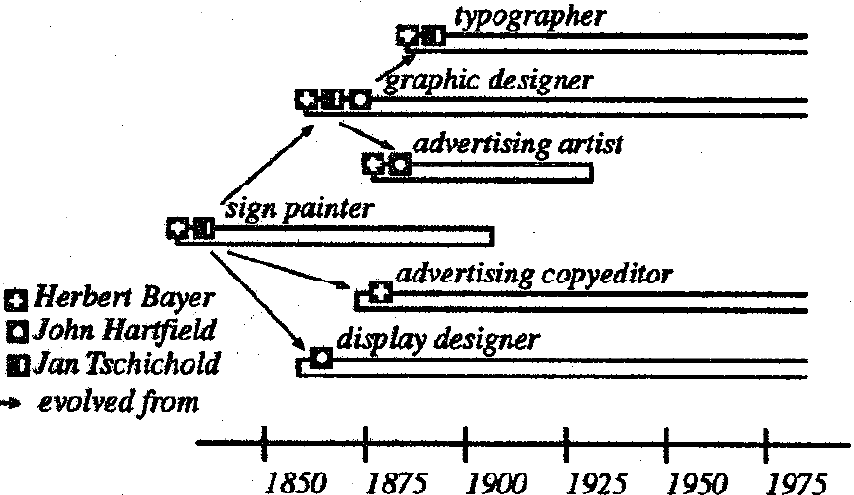 typographer
graphic designer
advertising artist
sign painter
advertising copyeditor
Herbert Bayer
John Hartfield
display designer
Jan Tschichold
evolved from
1850 1875 1900 1925 1950 1975